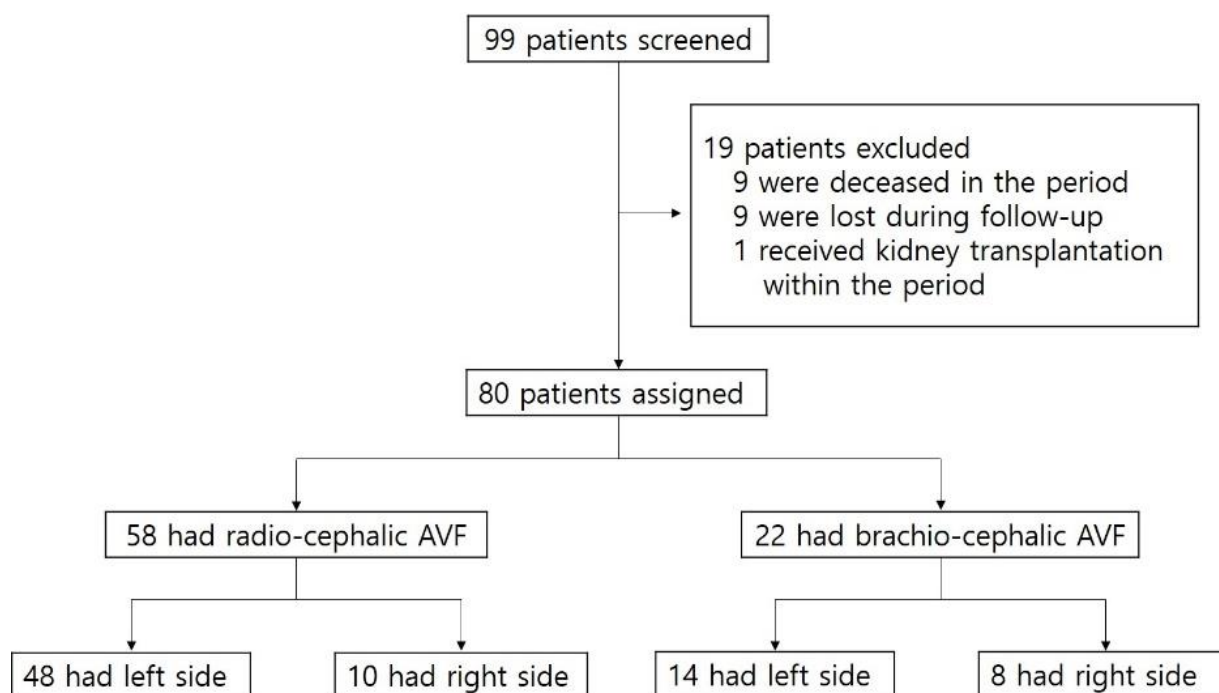 99 patients screened
19 patients excluded
9 were deceased in the period
9 were lost during follow-up
1 received kidney transplantation
within the period
80 patients assigned
58 had radio-cephalic AVF
22 had brachio-cephalic AVF
48 had left side
10 had right side
14 had left side
8 had right side